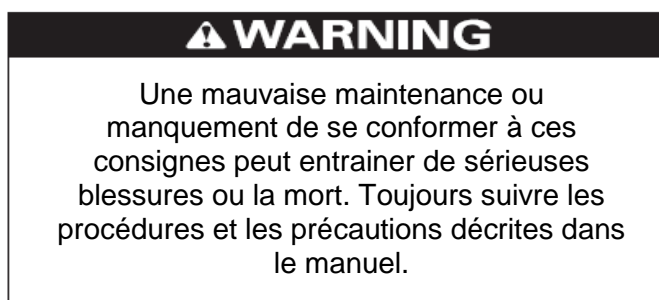 WARNING
Une mauvaise maintenance ou
manquement de se conformer à ces
consignes peut entrainer de sérieuses
blessures ou la mort. Toujours suivre les
procédures et les précautions décrites dans
le manuel.